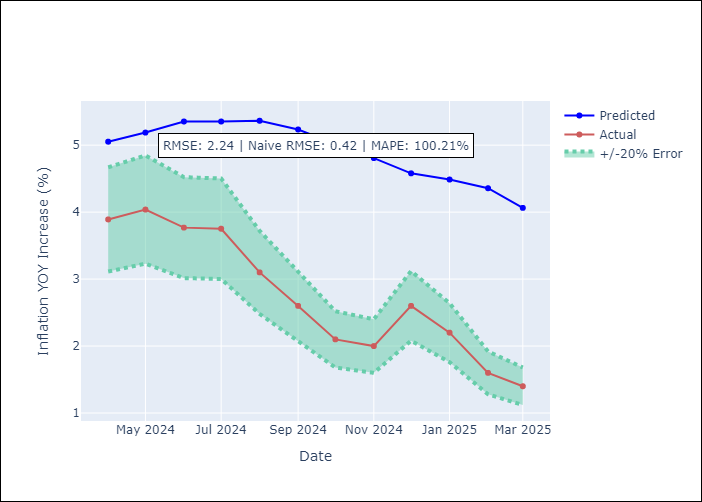 Predicted
Actual
+/-20% Error
RMSE: 2.24 | Naive RMSE: 0.42 | MAPE: 100.21%
Inflation YOY Increase (%)
5
4
3
2
1
May 2024
Jul 2024
Sep 2024
Nov 2024
Jan 2025
Mar 2025
Date